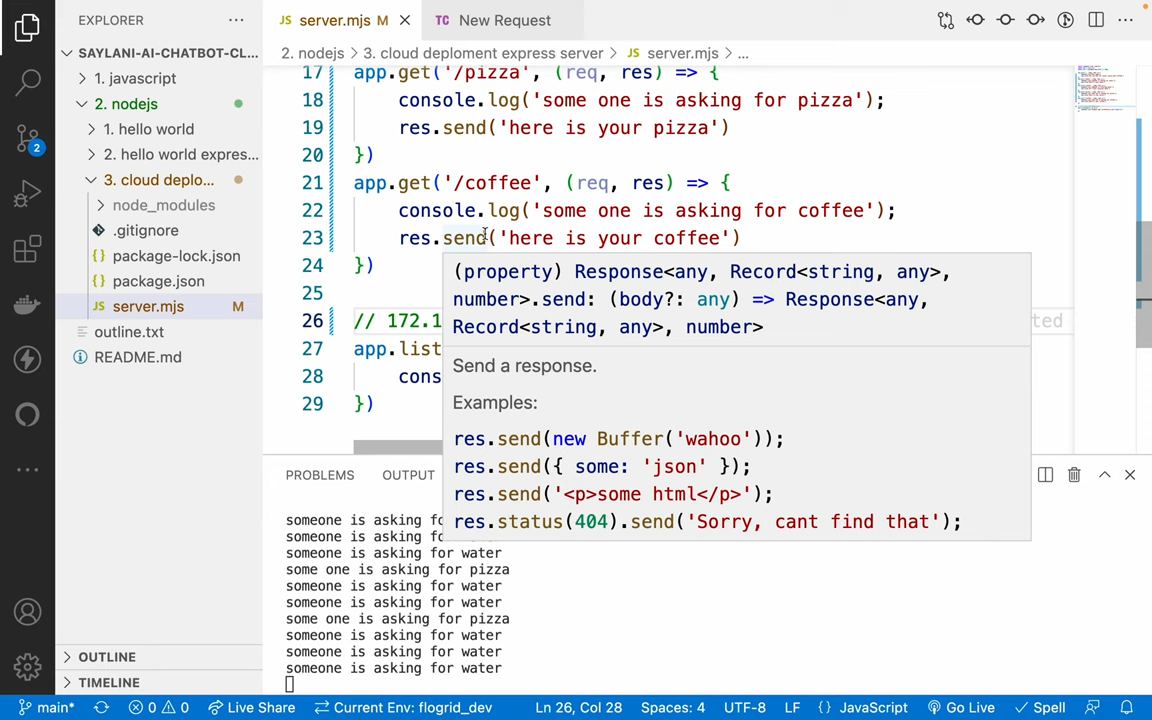 EXPLORER
SAYLANI-AI-CHATBOT-CL...
1. javascript
2. nodejs
1. hello world
2. hello world expres...
3. cloud deplo...
node_modules
.gitignore
package-lock.json
package.json
server.mjs M
outline.txt
README.md
OUTLINE
TIMELINE
JS server.mjs M
TC New Request
2. nodejs > 3. cloud deploment express server > JS server.mjs > ...
17 app.get('/pizza', (req, res) => {
18 console.log('some one is asking for pizza');
19 res.send('here is your pizza')
20 })
21 app.get('/coffee', (req, res) => {
22 console.log('some one is asking for coffee');
23 res.send('here is your coffee')
24 })
25
26 // 172.1 ted
27 app.list
28 cons
29 })
(property) Response<any, Record<string, any>,
number>.send: (body?: any) => Response<any,
Record<string, any>, number>
Send a response.
Examples:
res.send(new Buffer('wahoo'));
res.send({ some: 'json' });
res.send('<p>some html</p>');
res.status(404).send('Sorry, cant find that');
PROBLEMS OUTPUT
someone is asking fo
someone is asking fo
someone is asking for water
some one is asking for pizza
someone is asking for water
someone is asking for water
some one is asking for pizza
someone is asking for water
someone is asking for water
someone is asking for water
main* 0 0 Live Share Current Env: flogrid_dev Ln 26, Col 28 Spaces: 4 UTF-8 LF {} JavaScript Go Live Spell
2